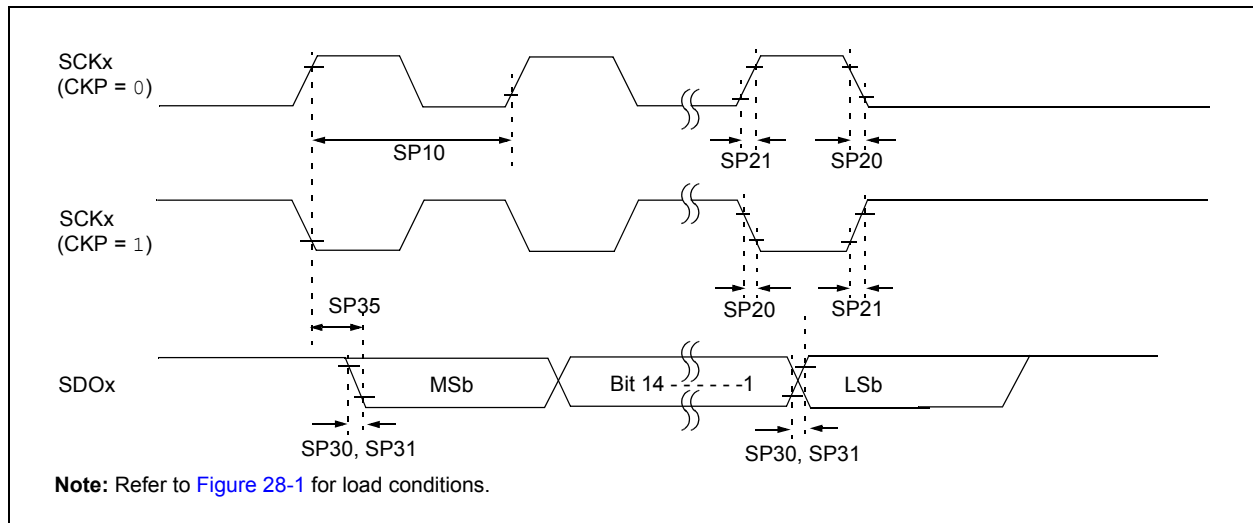 SCKx
(CKP = 0)
SP10
SP21
SP20
SCKx
(CKP = 1)
SP35
SP20
SP21
SDOx
MSb
Bit 14 - - - - - -1
LSb
SP30, SP31
SP30, SP31
Note: Refer to Figure 28-1 for load conditions.